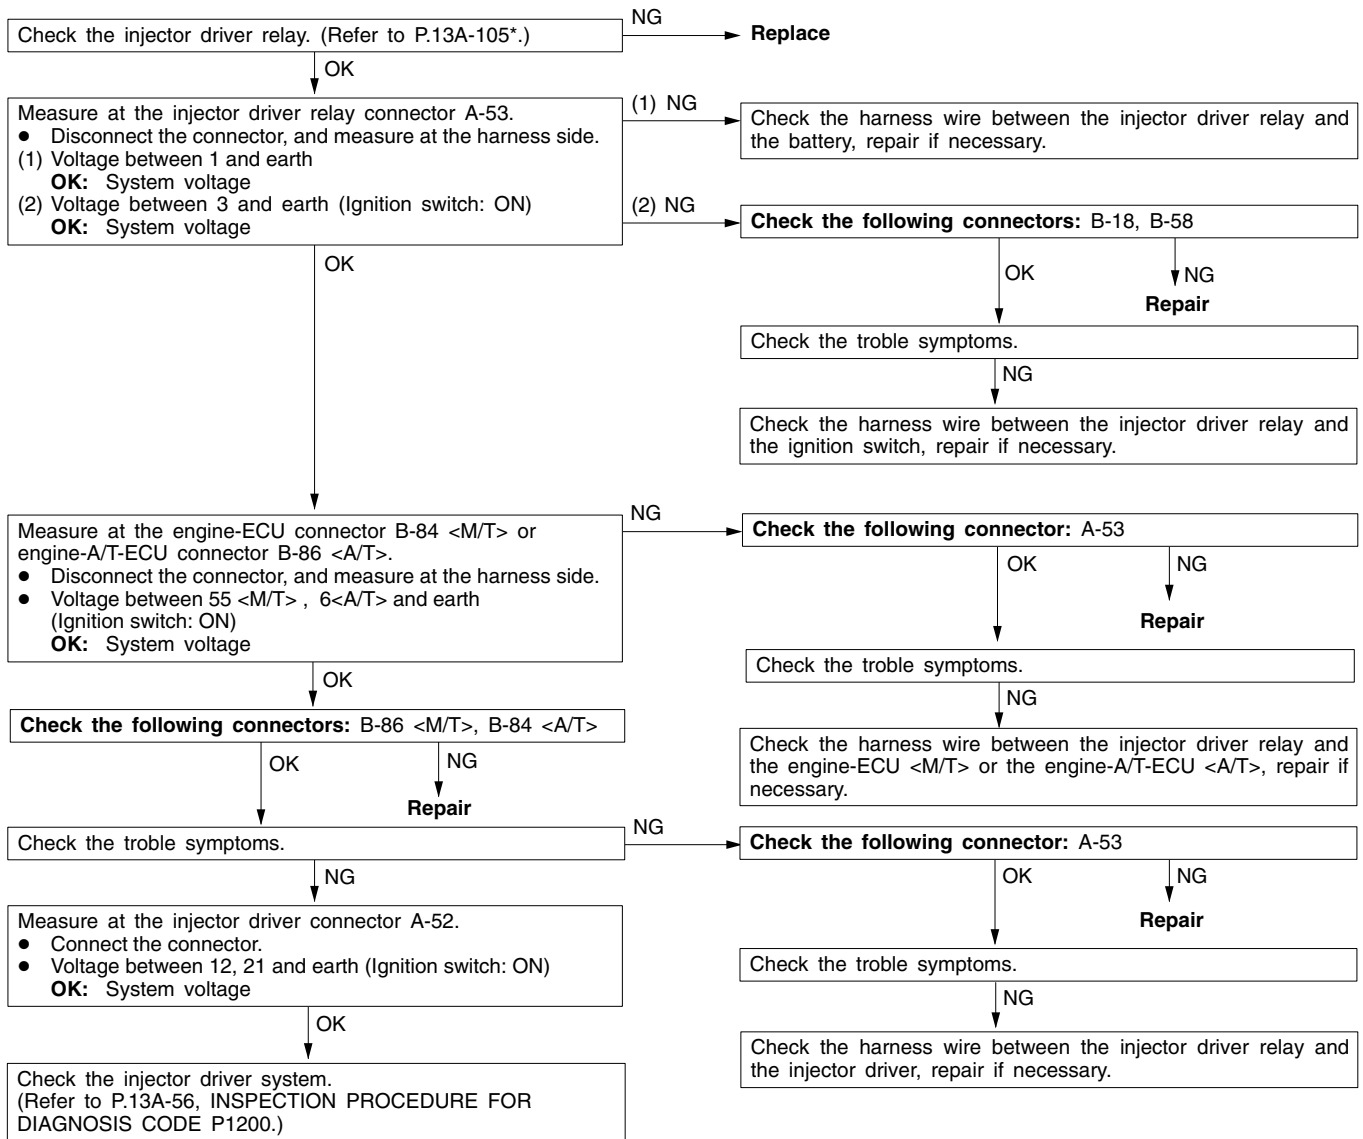 Check the injector driver relay. (Refer to P.13A-105*.)
NG
Replace
OK
Measure at the injector driver relay connector A-53.
● Disconnect the connector, and measure at the harness side.
(1) Voltage between 1 and earth
OK: System voltage
(2) Voltage between 3 and earth (Ignition switch: ON)
OK: System voltage
(1) NG
Check the harness wire between the injector driver relay and
the battery, repair if necessary.
(2) NG
Check the following connectors: B-18, B-58
OK
NG
Repair
Check the troble symptoms.
NG
Check the harness wire between the injector driver relay and
the ignition switch, repair if necessary.
OK
Measure at the engine-ECU connector B-84 <M/T> or
engine-A/T-ECU connector B-86 <A/T>.
● Disconnect the connector, and measure at the harness side.
● Voltage between 55 <M/T> , 6<A/T> and earth
(Ignition switch: ON)
OK: System voltage
NG
Check the following connector: A-53
OK
NG
Repair
Check the troble symptoms.
NG
Check the harness wire between the injector driver relay and
the engine-ECU <M/T> or the engine-A/T-ECU <A/T>, repair if
necessary.
OK
Check the following connectors: B-86 <M/T>, B-84 <A/T>
OK
NG
Repair
Check the troble symptoms.
NG
Check the following connector: A-53
OK
NG
Repair
Check the troble symptoms.
NG
Check the harness wire between the injector driver relay and
the injector driver, repair if necessary.
NG
Measure at the injector driver connector A-52.
● Connect the connector.
● Voltage between 12, 21 and earth (Ignition switch: ON)
OK: System voltage
OK
Check the injector driver system.
(Refer to P.13A-56, INSPECTION PROCEDURE FOR
DIAGNOSIS CODE P1200.)